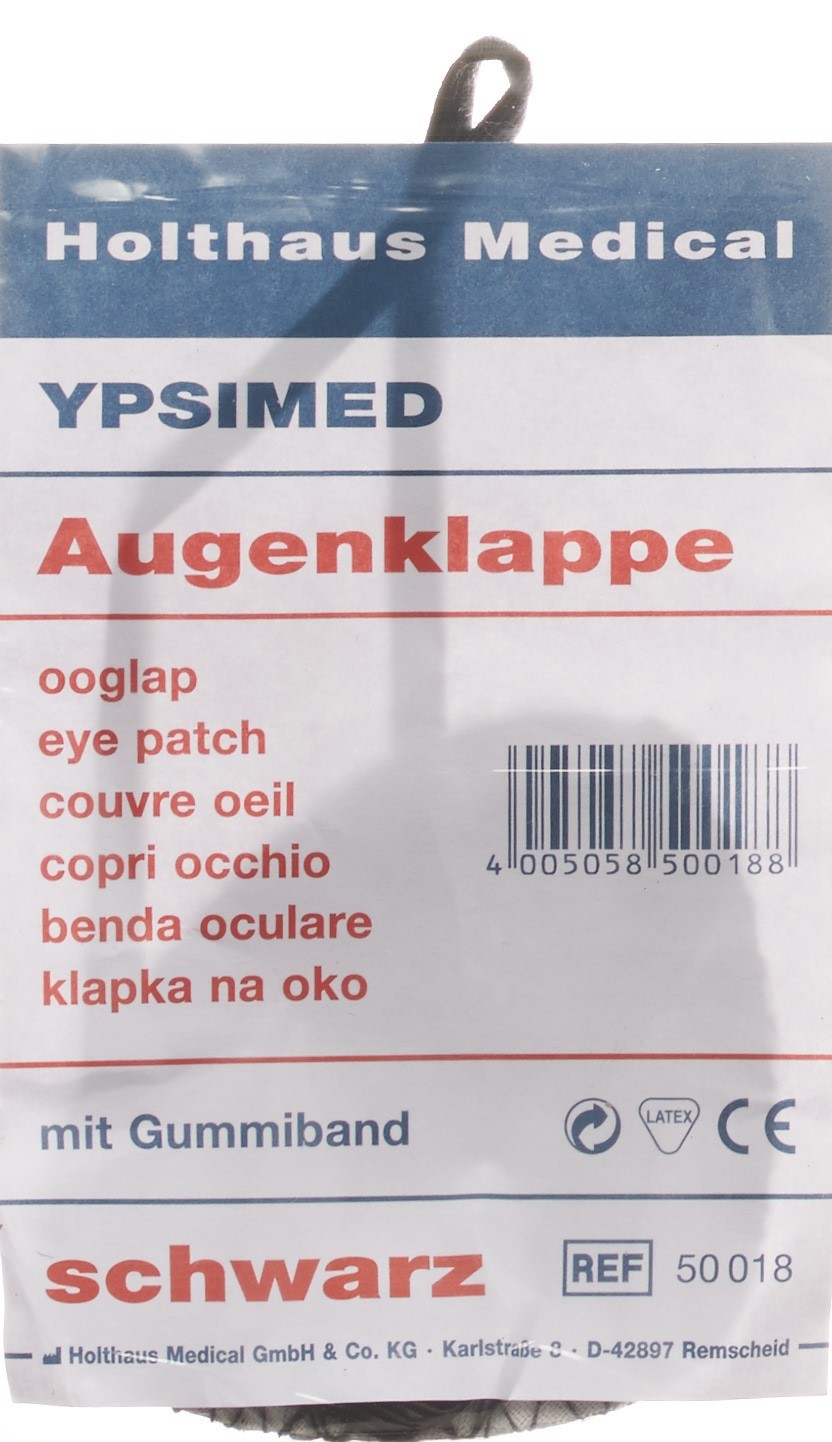 Holthaus Medical
YPSIMED
Augenklappe
ooglap
eye patch
couvre oeil
copri occhio
benda oculare
klapka na oko
4 005058 500188
mit Gummiband
LATEX
CE
schwarz
REF 50 018
Holthaus Medical GmbH & Co. KG · Karlstraße 8 · D-42897 Remscheid